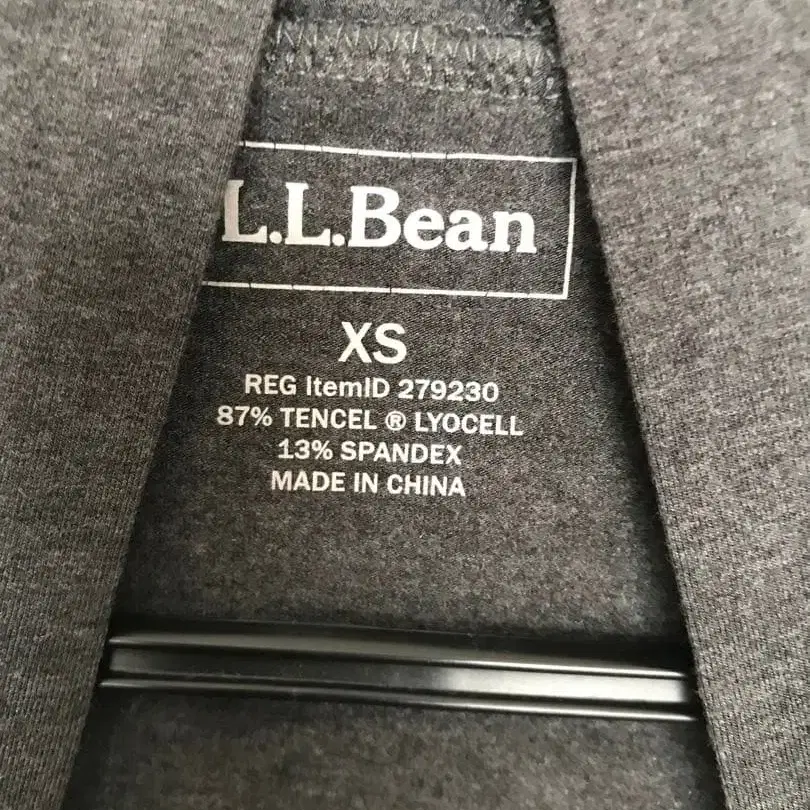 L.L.Bean
XS
REG ItemID 279230
87% TENCEL ® LYOCELL
13% SPANDEX
MADE IN CHINA